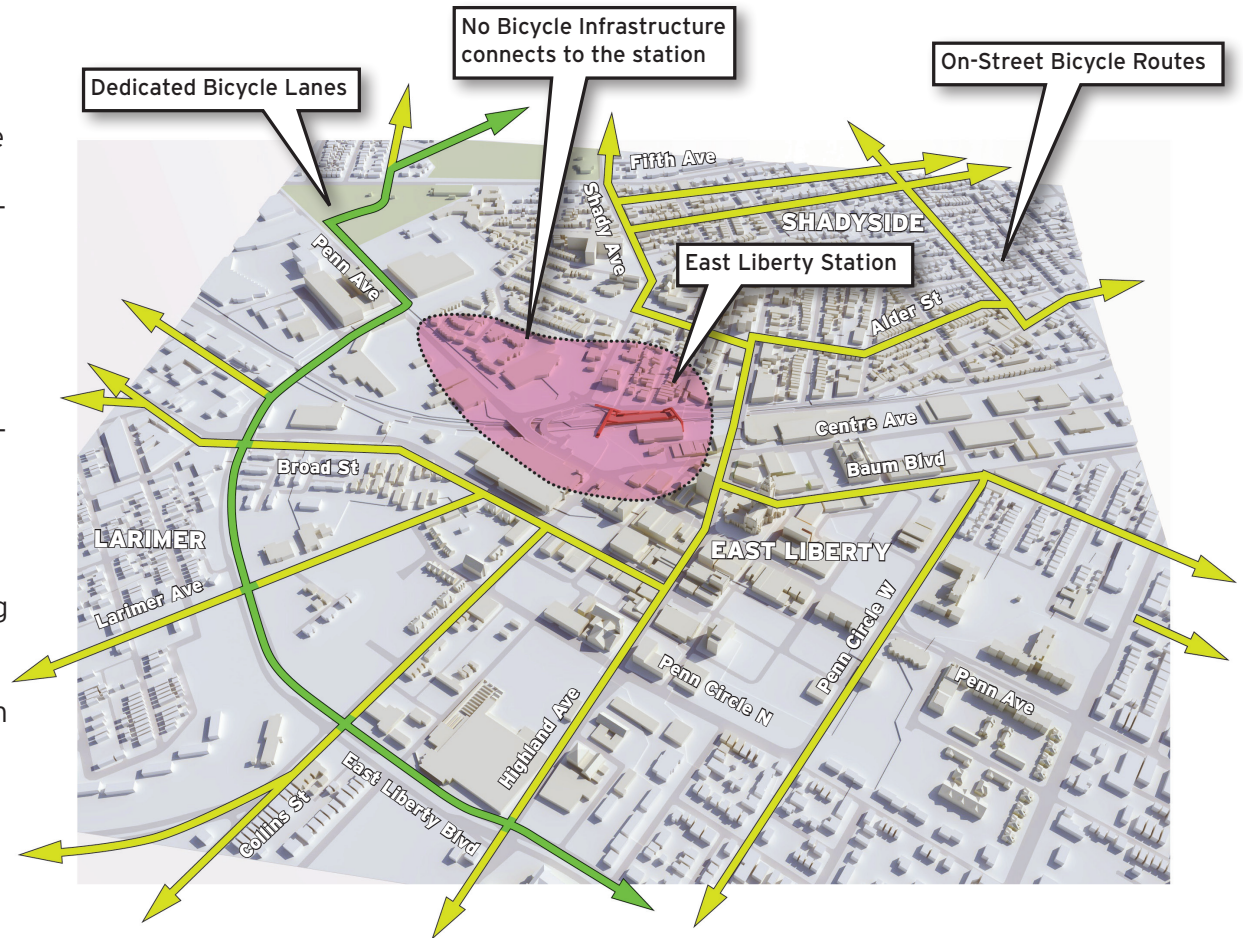 No Bicycle Infrastructure
connects to the station
On-Street Bicycle Routes
Dedicated Bicycle Lanes
Fifth Ave
Shady Ave
SHADYSIDE
Penn Ave
East Liberty Station
Alder St
Centre Ave
Baum Blvd
Broad St
LARIMER
EAST LIBERTY
Larimer Ave
Penn Circle W
Penn Circle N
Penn Ave
Highland Ave
East Liberty Blvd
Collins St